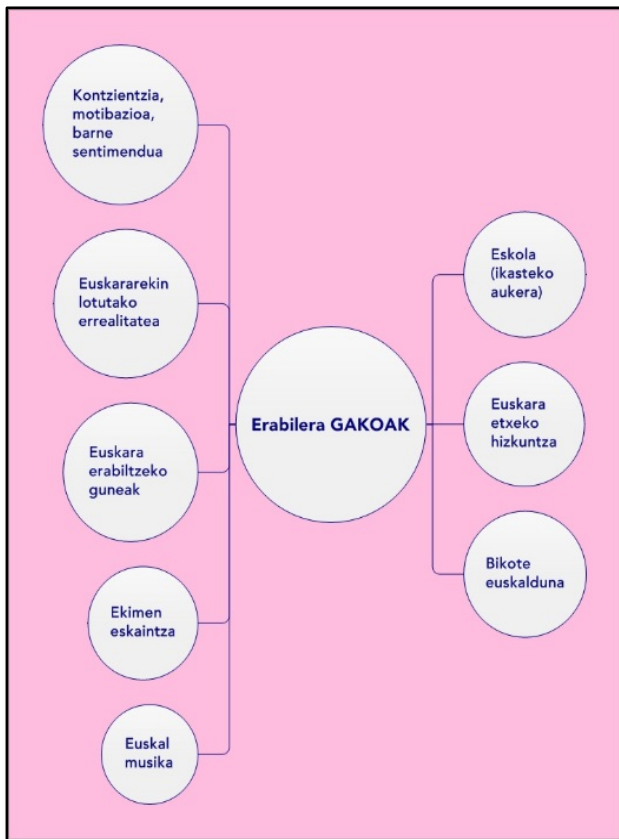 Kontzientzia,
motibazioa,
barne
sentimendua
Euskararekin
lotutako
errealitatea
Euskara
erabiltzeko
guneak
Ekimen
eskaintza
Euskal
musika
Erabilera GAKOAK
Eskola
(ikasteko
aukera)
Euskara
etxeko
hizkuntza
Bikote
euskalduna